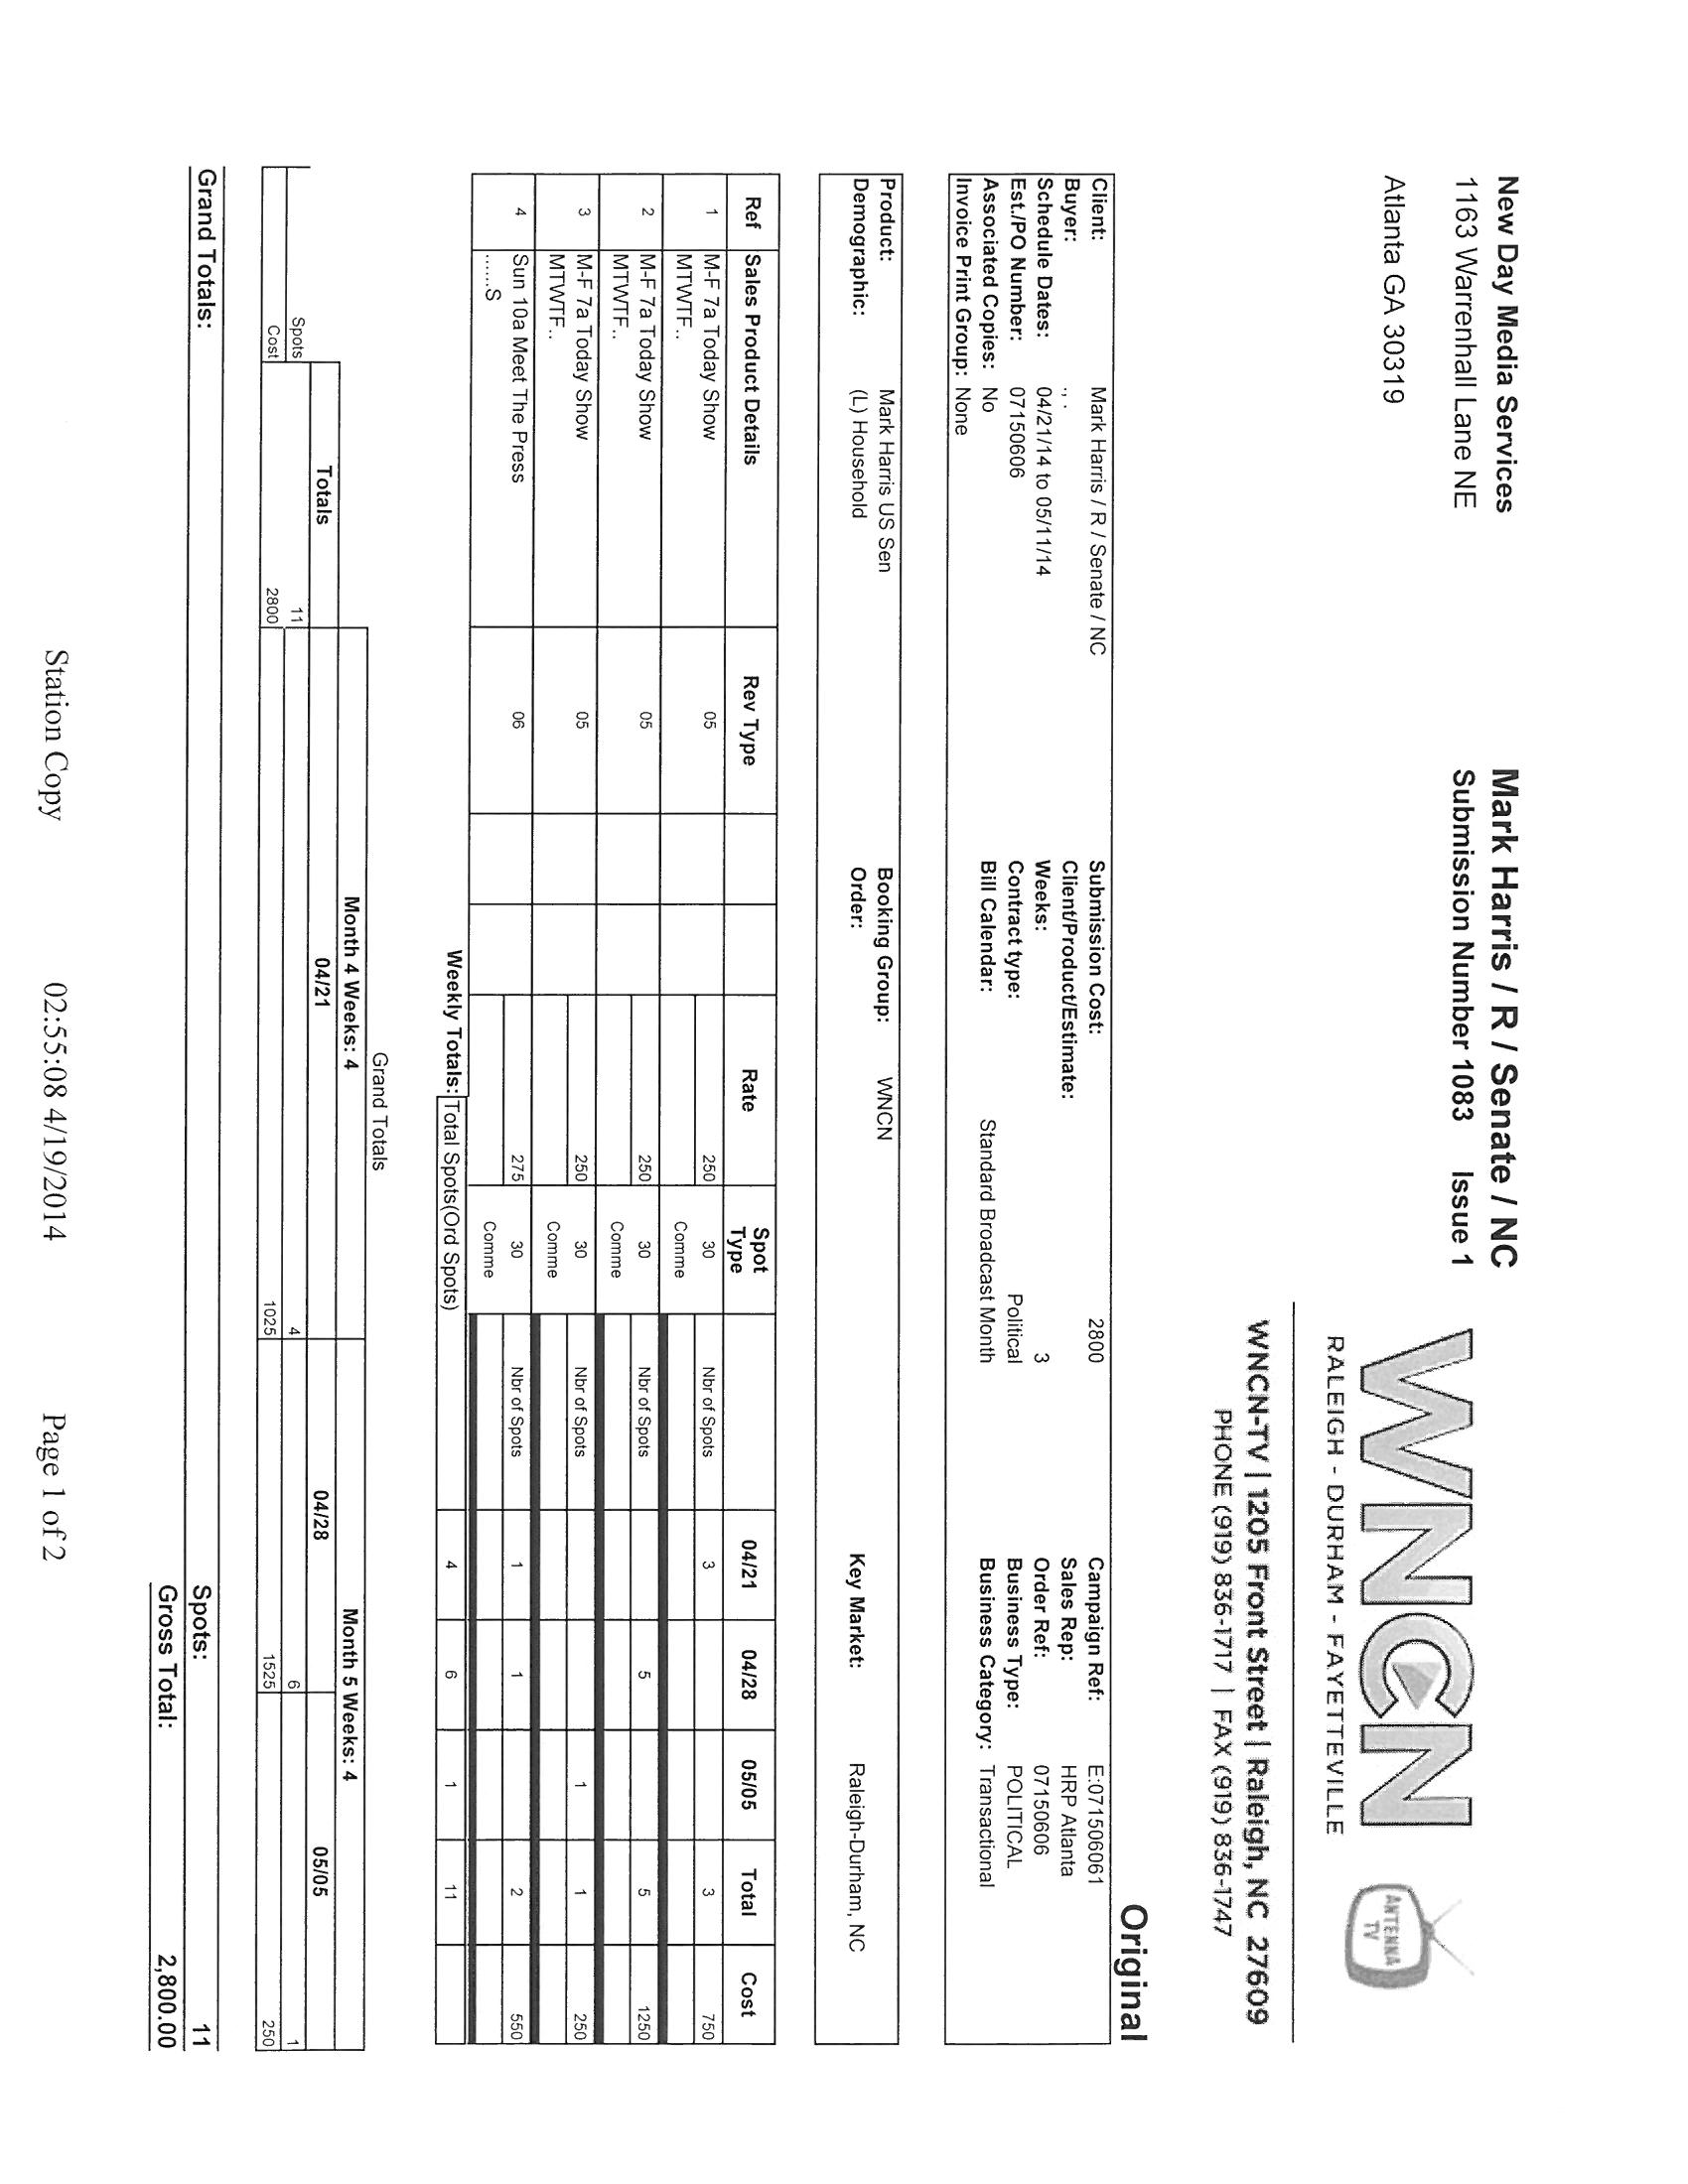 New Day Media Services
1163 Warrenhall Lane NE
Atlanta GA 30319
Mark Harris / R / Senate / NC
Submission Number 1083 Issue 1
WNCN
RALEIGH - DURHAM - FAYETTEVILLE
ANTENNA TV
WNCN-TV | 1205 Front Street | Raleigh, NC 27609
PHONE (919) 836-1717 | FAX (919) 836-1747
Original
Client: Mark Harris / R / Senate / NC Submission Cost: 2800 Campaign Ref: E:071506061
Buyer: ., . Client/Product/Estimate: Sales Rep: HRP Atlanta
Schedule Dates: 04/21/14 to 05/11/14 Weeks: 3 Order Ref: 07150606
Est./PO Number: 07150606 Contract type: Political Business Type: POLITICAL
Associated Copies: No Bill Calendar: Standard Broadcast Month Business Category: Transactional
Invoice Print Group: None
Product: Mark Harris US Sen Booking Group: WNCN Key Market: Raleigh-Durham, NC
Demographic: (L) Household Order:
Ref Sales Product Details Rev Type Rate Spot Type 04/21 04/28 05/05 Total Cost
1 M-F 7a Today Show 05 250 30 Nbr of Spots 3 3 750
MTWTF.. Comme
2 M-F 7a Today Show 05 250 30 Nbr of Spots 5 5 1250
MTWTF.. Comme
3 M-F 7a Today Show 05 250 30 Nbr of Spots 1 1 250
MTWTF.. Comme
4 Sun 10a Meet The Press 06 275 30 Nbr of Spots 1 1 2 550
......S Comme
Weekly Totals: Total Spots(Ord Spots) 4 6 1 11
Grand Totals
Month 4 Weeks: 4 Month 5 Weeks: 4
Totals 04/21 04/28 05/05
Spots 11 4 6 1
Cost 2800 1025 1525 250
Grand Totals: Spots: 11
Gross Total: 2,800.00
Station Copy 02:55:08 4/19/2014 Page 1 of 2